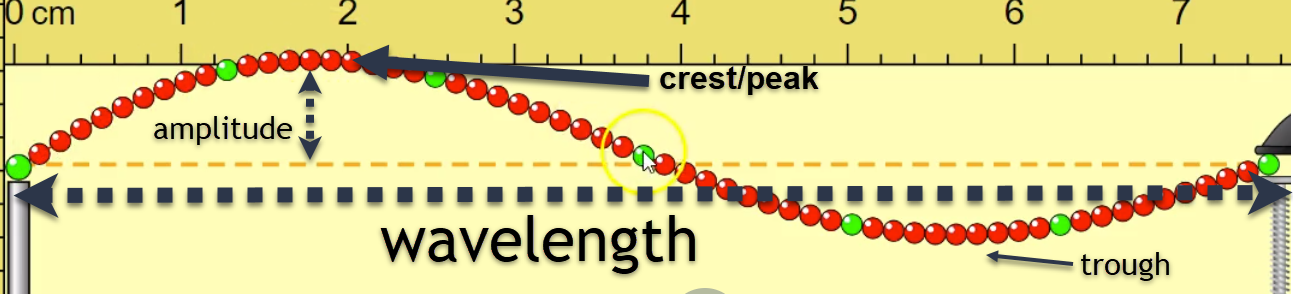 0 cm 1 2 3 4 5 6 7
crest/peak
amplitude
wavelength
trough